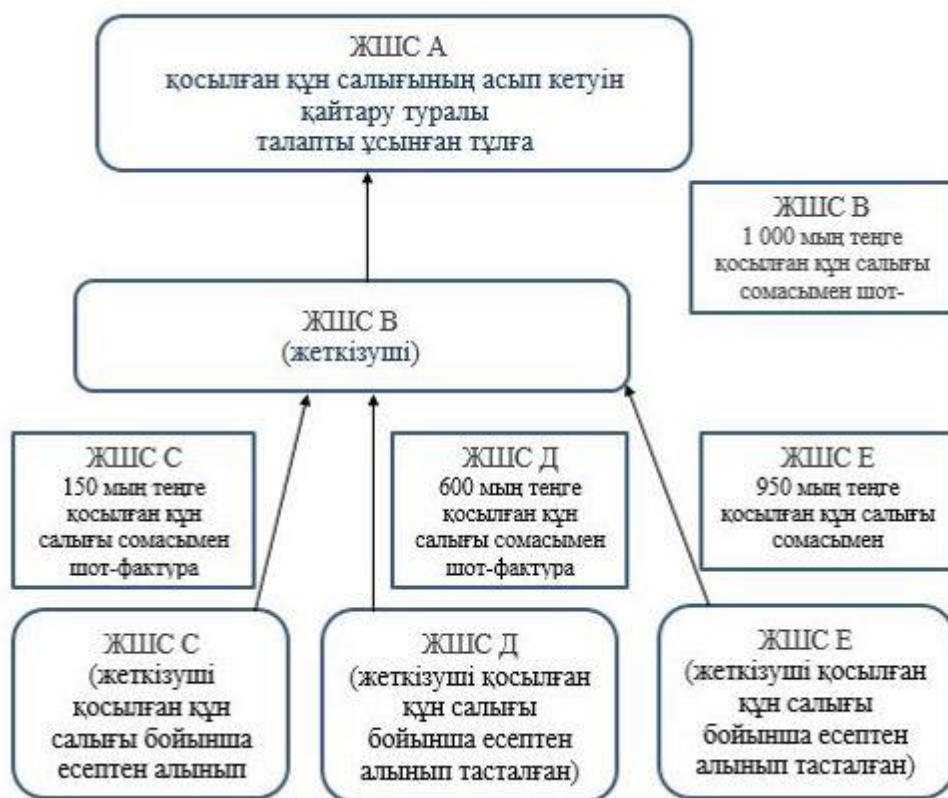 ЖШС А
қосылған құн салығының асып кетуін
қайтару туралы
талапты ұсынған тұлға
ЖШС В
1 000 мың теңге
қосылған құн салығы
сомасымен шот-
ЖШС В
(жеткізуші)
ЖШС С
150 мың теңге
қосылған құн
салығы сомасымен
шот-фактура
ЖШС Д
600 мың теңге
қосылған құн
салығы сомасымен
шот-фактура
ЖШС Е
950 мың теңге
қосылған құн салығы
сомасымен
ЖШС С
(жеткізуші
қосылған құн
салығы бойынша
есептен алынып
ЖШС Д
(жеткізуші қосылған
құн салығы
бойынша есептен
алынып тасталған)
ЖШС Е
(жеткізуші қосылған
құн салығы
бойынша есептен
алынып тасталған)